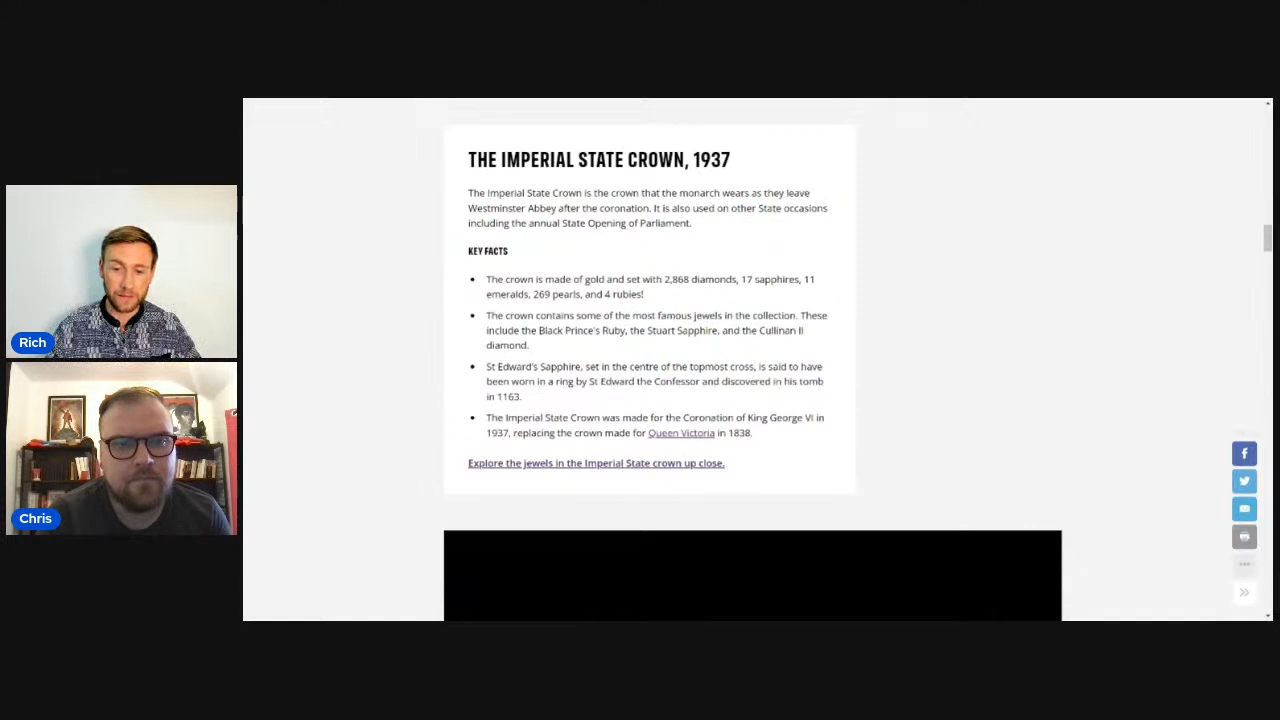 THE IMPERIAL STATE CROWN, 1937
The Imperial State Crown is the crown that the monarch wears as they leave
Westminster Abbey after the coronation. It is also used on other State occasions
including the annual State Opening of Parliament.
KEY FACTS
The crown is made of gold and set with 2,868 diamonds, 17 sapphires, 11
emeralds, 269 pearls, and 4 rubies!
The crown contains some of the most famous jewels in the collection. These
include the Black Prince's Ruby, the Stuart Sapphire, and the Cullinan II
diamond.
St Edward's Sapphire, set in the centre of the topmost cross, is said to have
been worn in a ring by St Edward the Confessor and discovered in his tomb
in 1163.
The Imperial State Crown was made for the Coronation of King George VI in
1937, replacing the crown made for Queen Victoria in 1838.
Explore the jewels in the Imperial State crown up close.
Rich
Chris